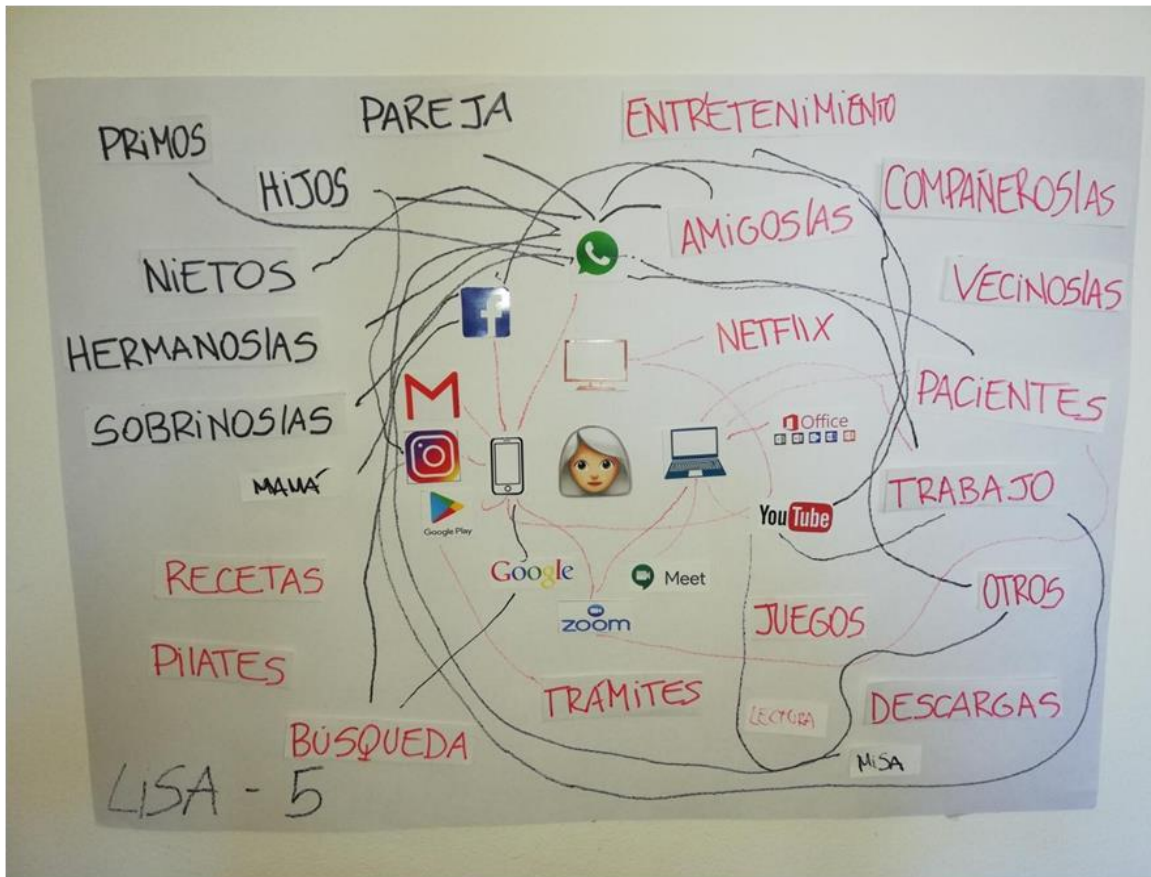 PAREJA
ENTRETENIMIENTO
PRIMOS
HIJOS
COMPAÑEROS/AS
AMIGOS/AS
NIETOS
VECINOS/AS
HERMANOS/AS
NETFLIX
PACIENTES
SOBRINOS/AS
Office
MAMÁ
TRABAJO
Google Play
YouTube
RECETAS
Google
Meet
OTROS
zoom
JUEGOS
PILATES
TRÁMITES
LECTURA
DESCARGAS
BÚSQUEDA
MISA
LISA - 5